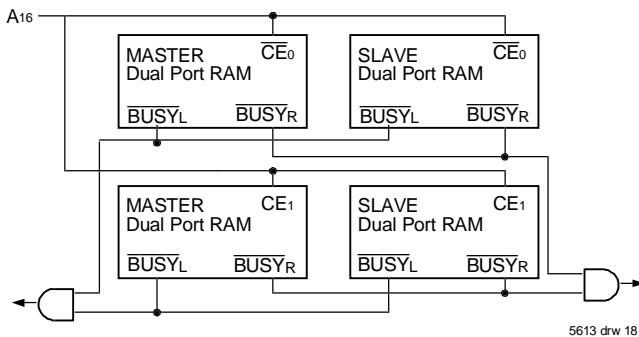 A16
MASTER CE0 SLAVE CE0
Dual Port RAM Dual Port RAM
BUSYL BUSYR BUSYL BUSYR
MASTER CE1 SLAVE CE1
Dual Port RAM Dual Port RAM
BUSYL BUSYR BUSYL BUSYR
5613 drw 18